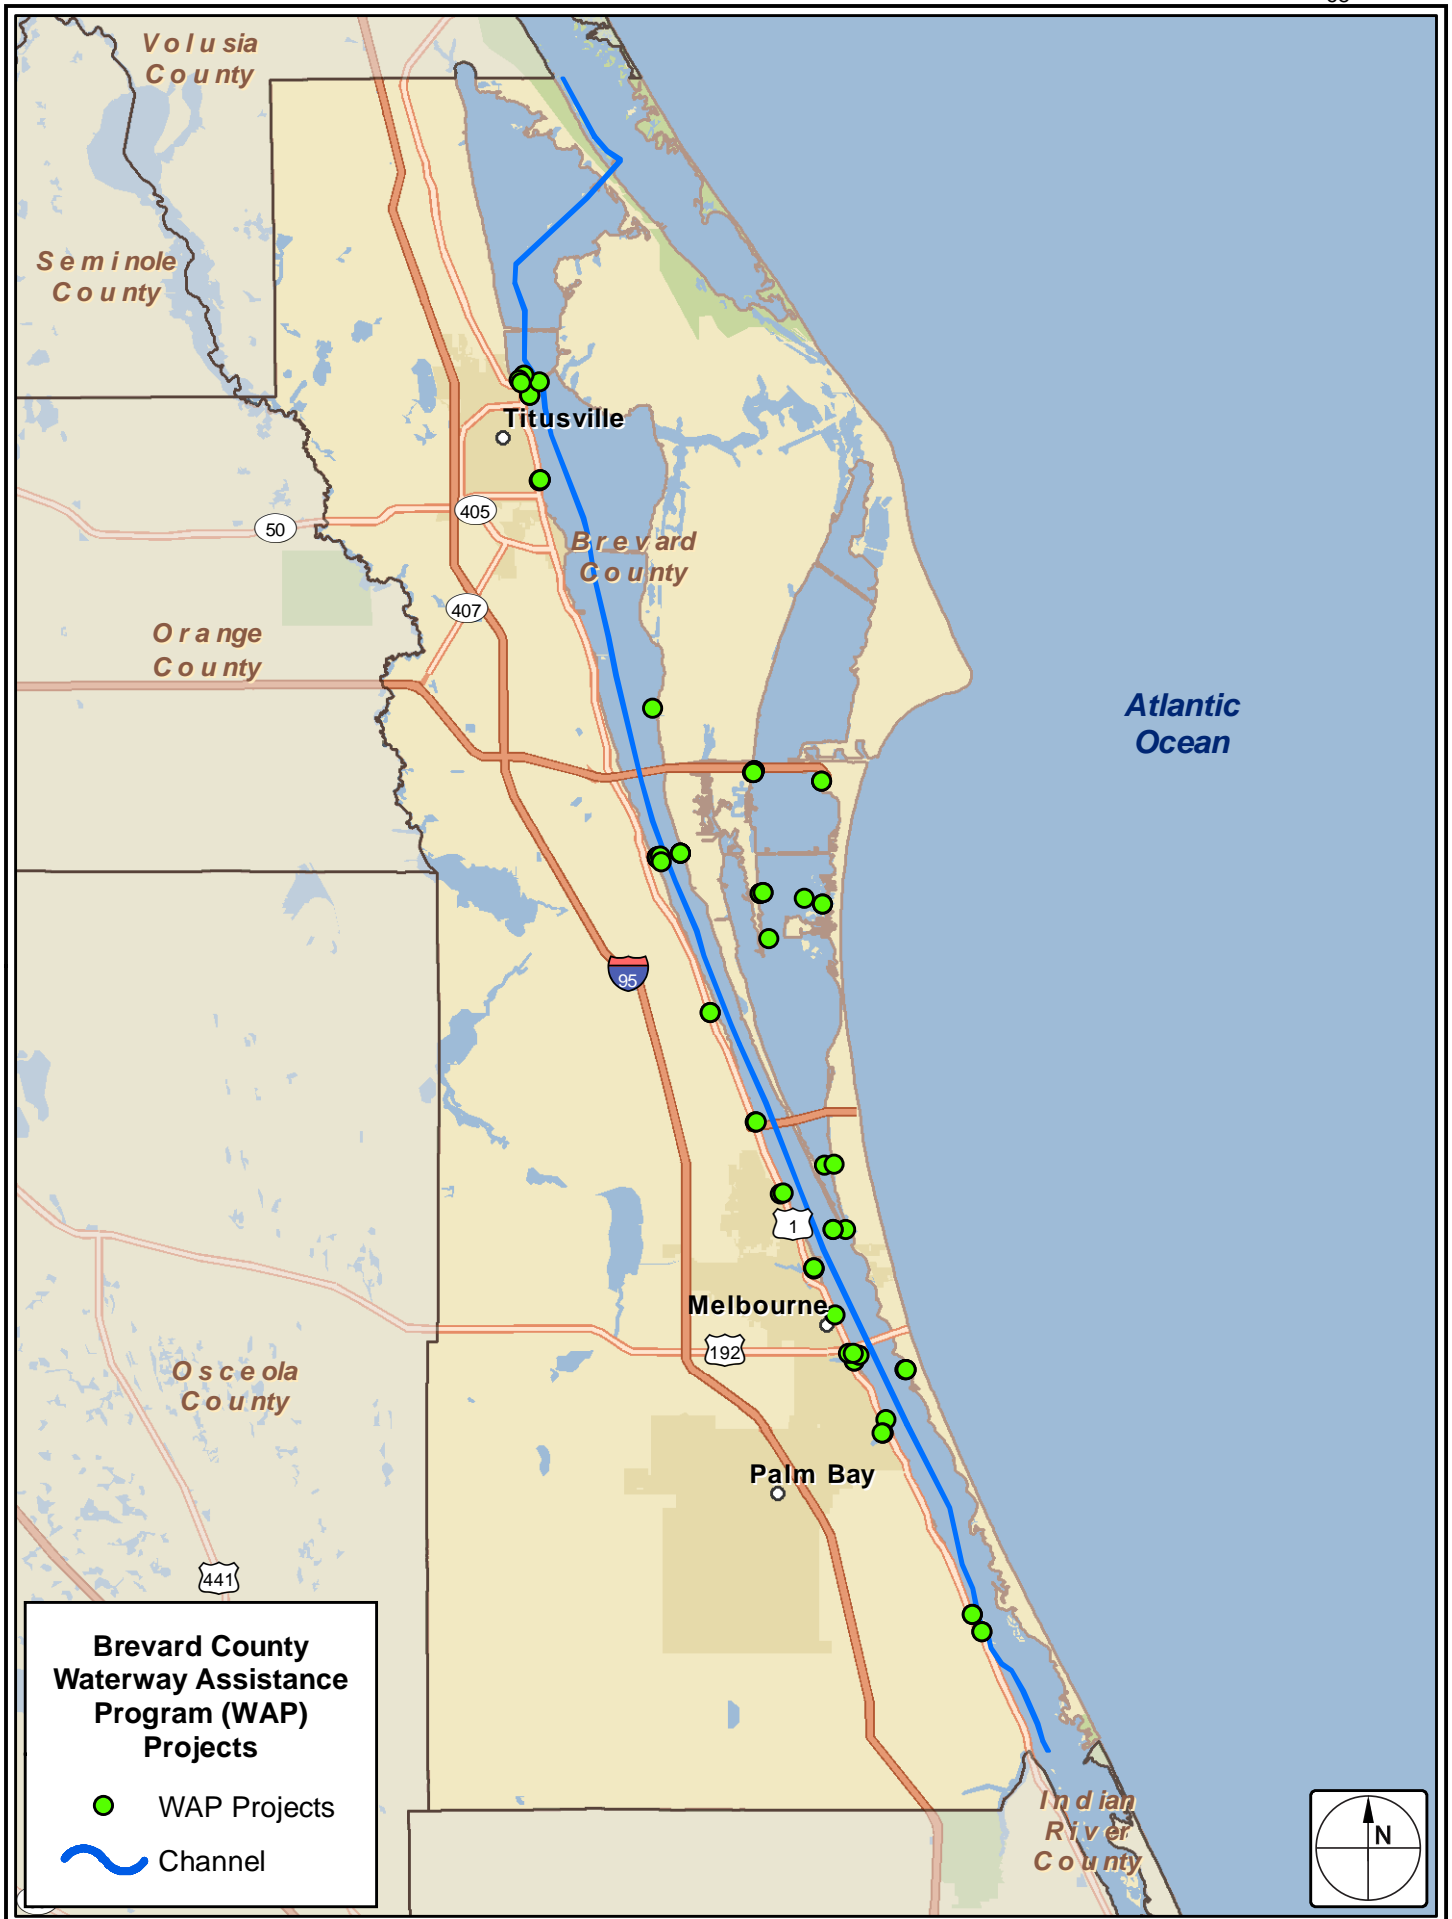 Volusia
County
Seminole
County
Titusville
405
50
Brevard
County
407
Orange
County
Atlantic
Ocean
95
1
Melbourne
192
Osceola
County
Palm Bay
441
Brevard County
Waterway Assistance
Program (WAP)
Projects
WAP Projects
Channel
Indian
River
County
N